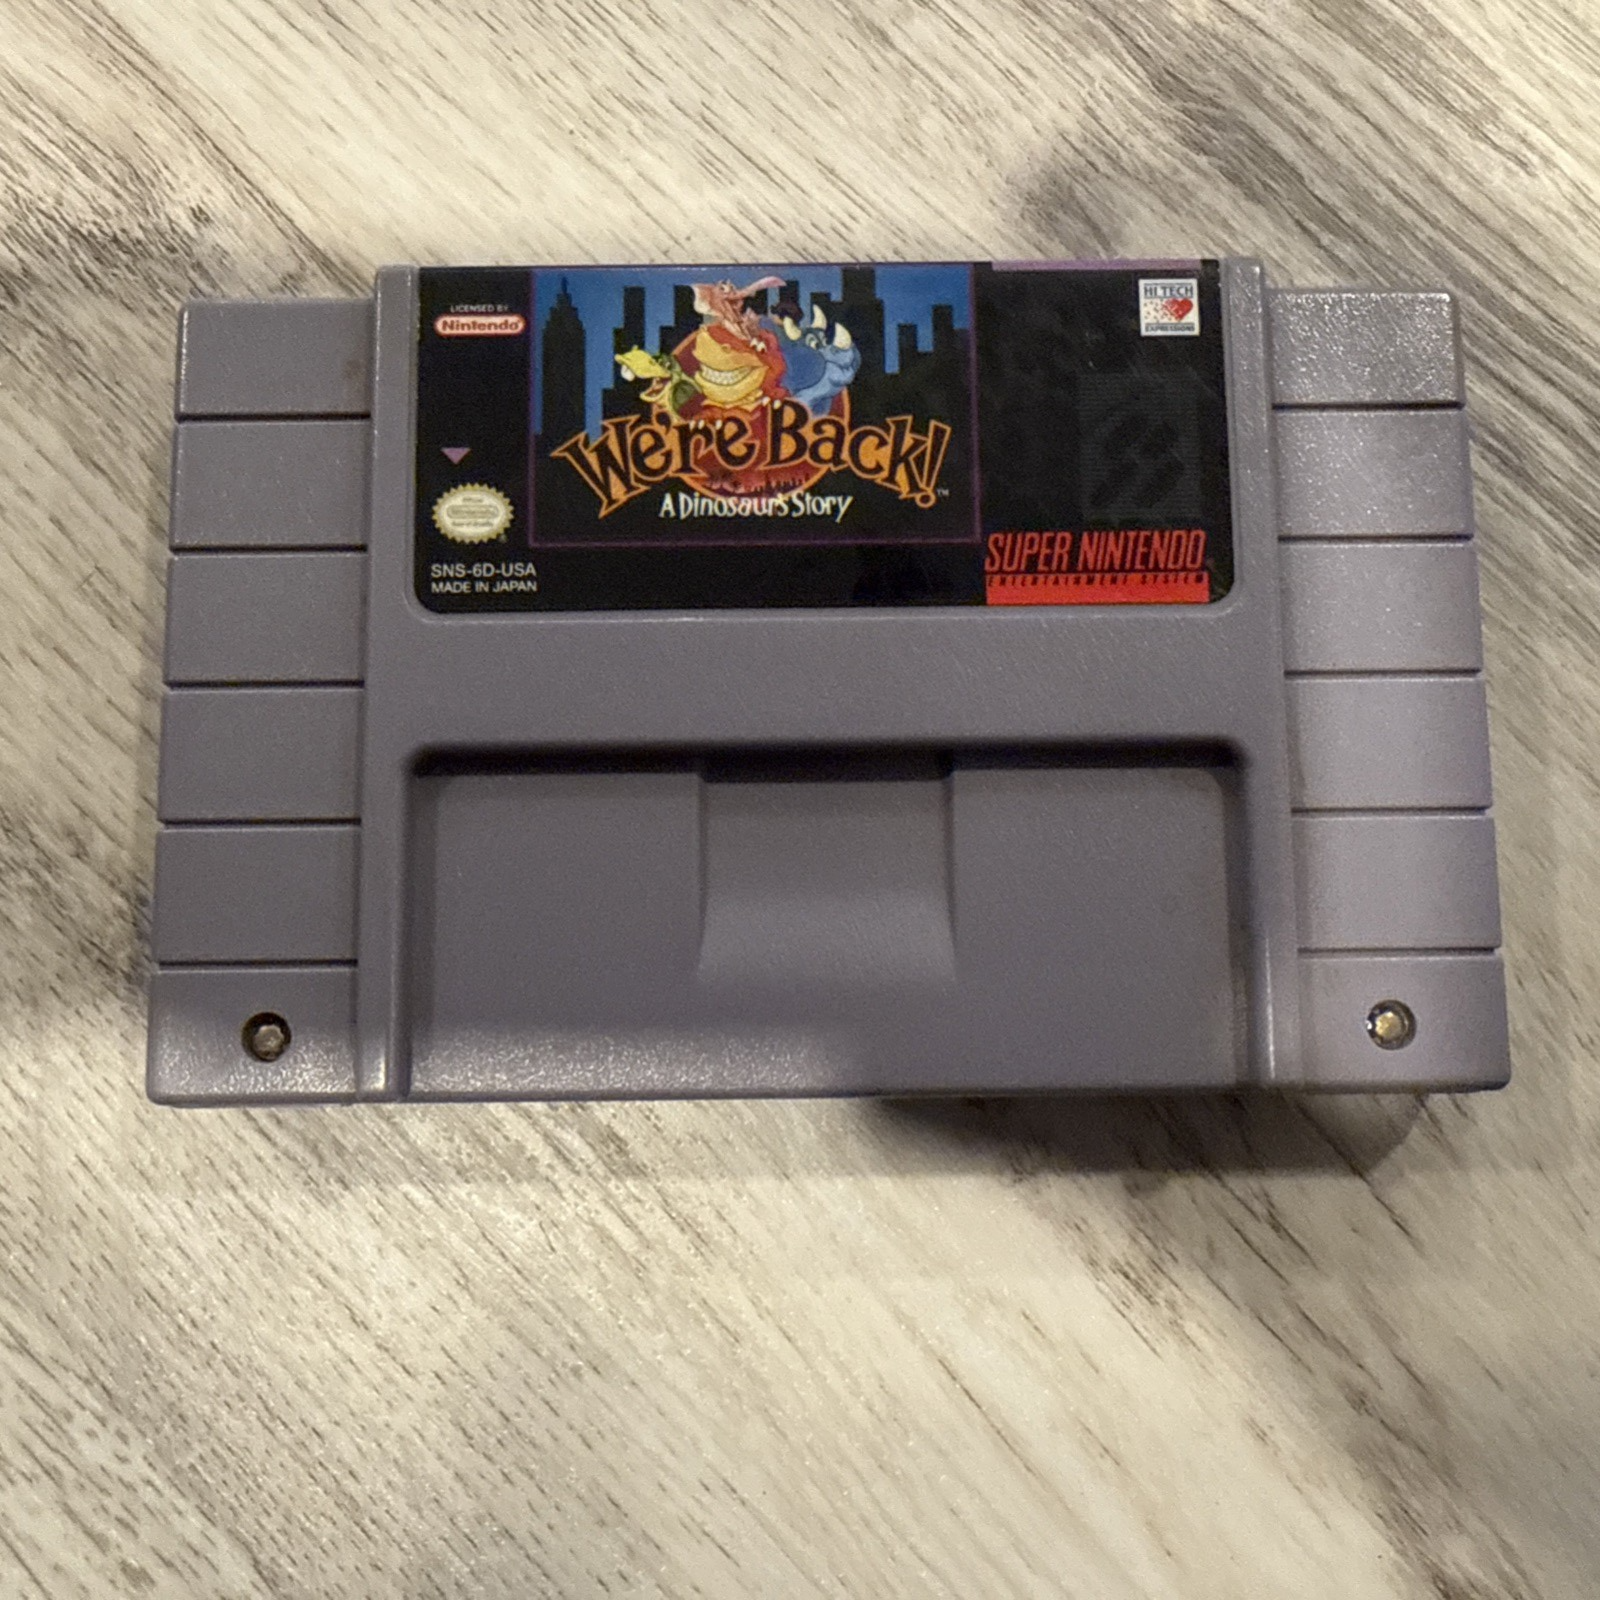 LICENSED BY
Nintendo
HI TECH
EXPRESSIONS
We're Back!
TM
A Dinosaur's Story
SNS-6D-USA
MADE IN JAPAN
SUPER NINTENDO
ENTERTAINMENT SYSTEM